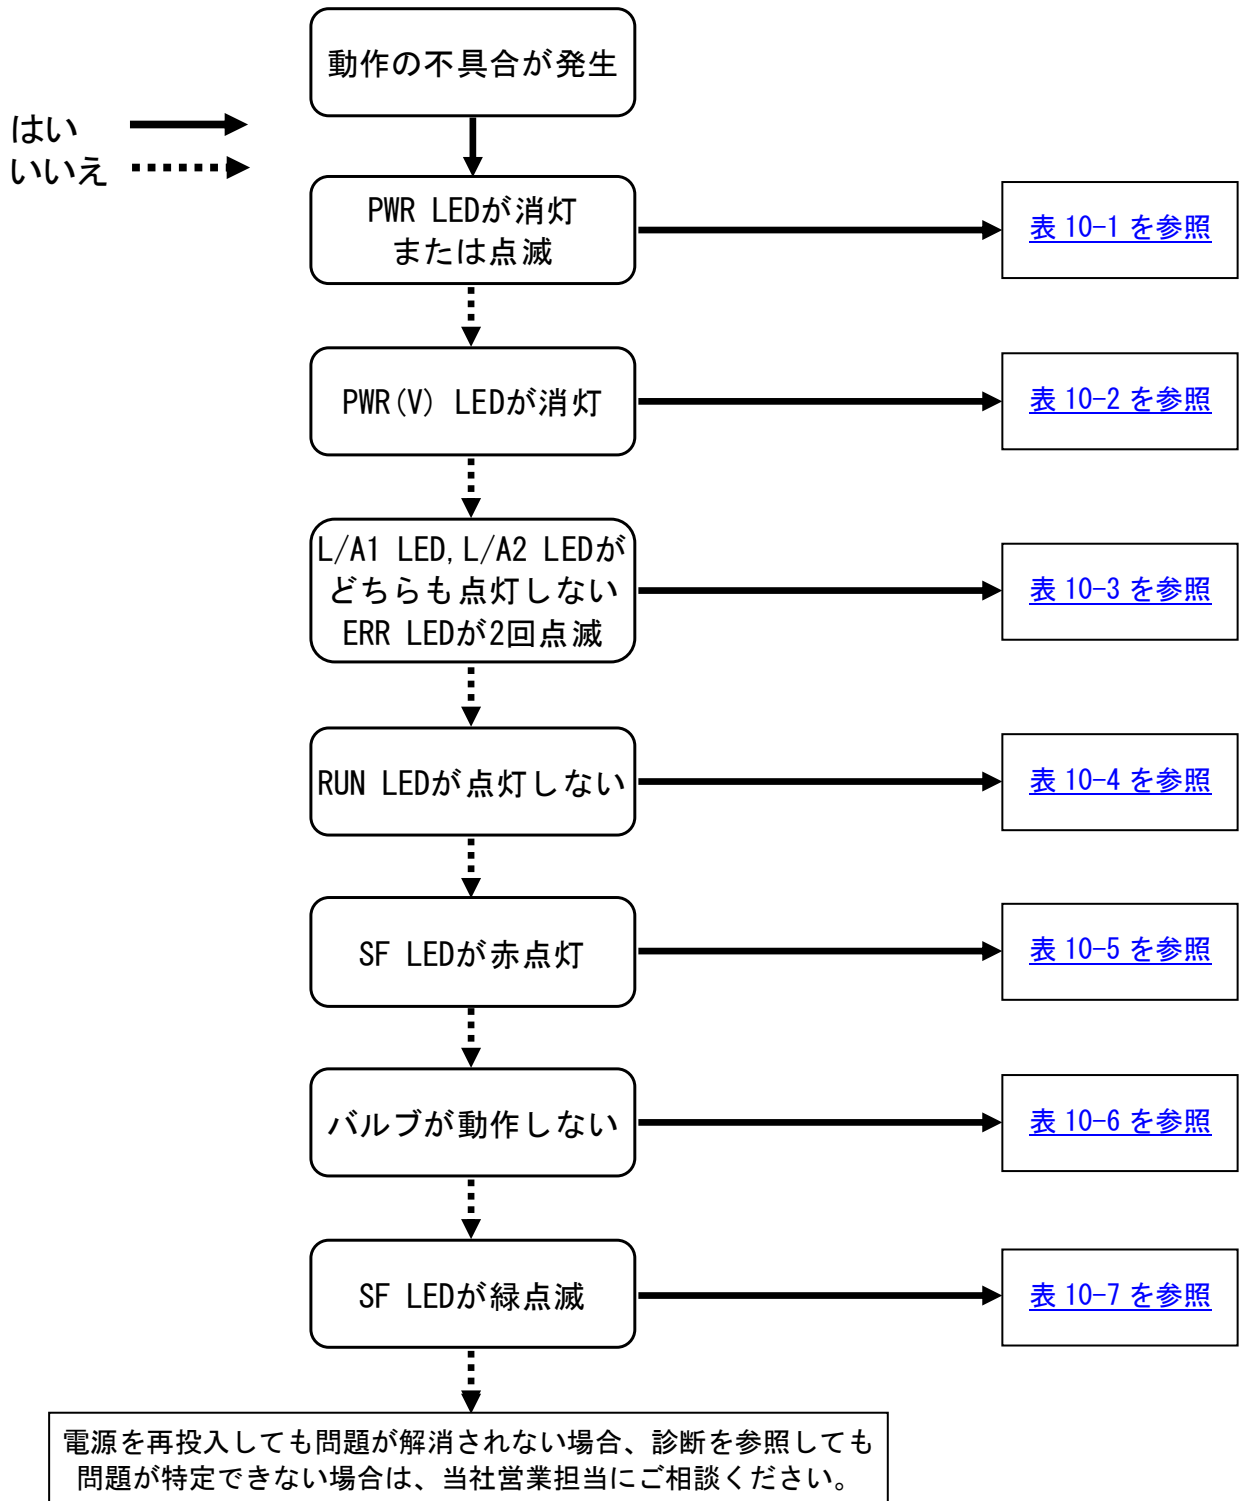 動作の不具合が発生
はい
いいえ
PWR LEDが消灯
または点滅
表 10-1 を参照
PWR(V) LEDが消灯
表 10-2 を参照
L/A1 LED,L/A2 LEDが
どちらも点灯しない
ERR LEDが2回点滅
表 10-3 を参照
RUN LEDが点灯しない
表 10-4 を参照
SF LEDが赤点灯
表 10-5 を参照
バルブが動作しない
表 10-6 を参照
SF LEDが緑点滅
表 10-7 を参照
電源を再投入しても問題が解消されない場合、診断を参照しても
問題が特定できない場合は、当社営業担当にご相談ください。